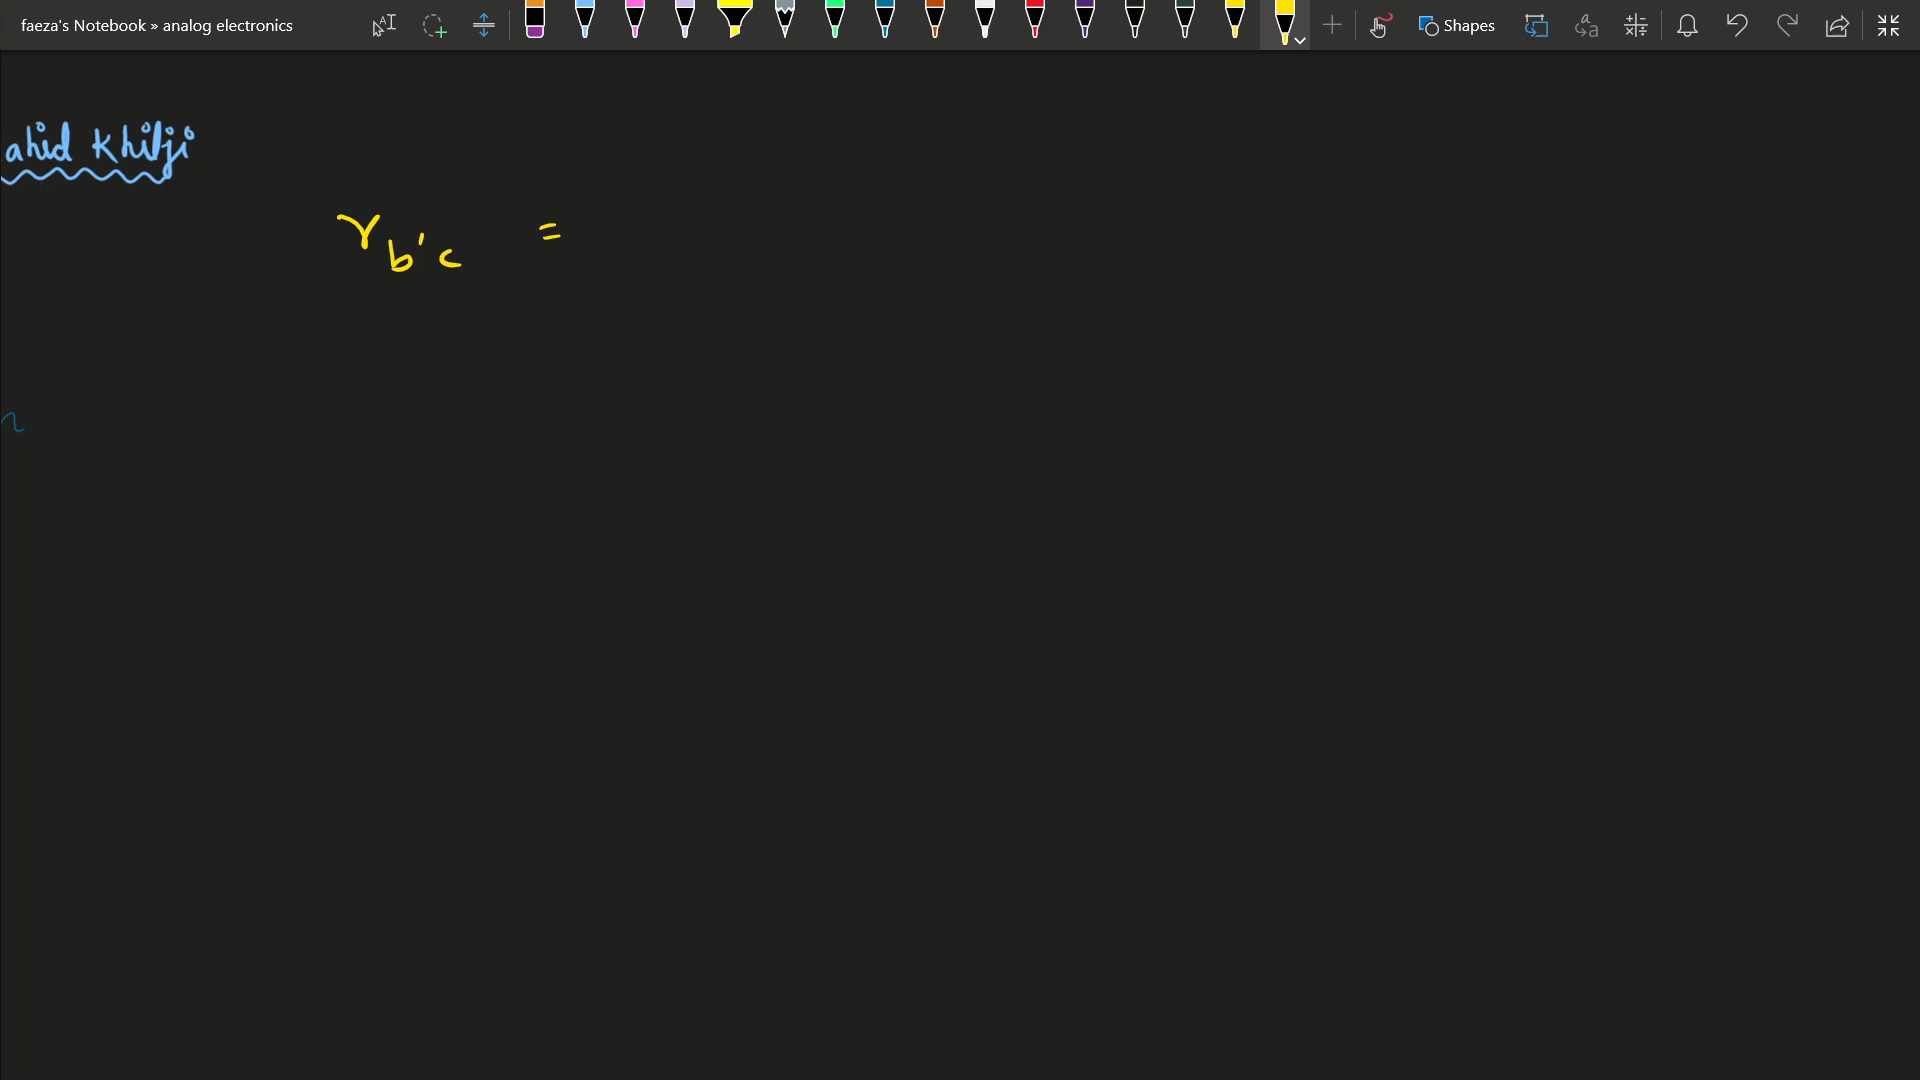 faeza's Notebook » analog electronics
Shapes
ahid Khilji
r b'c =